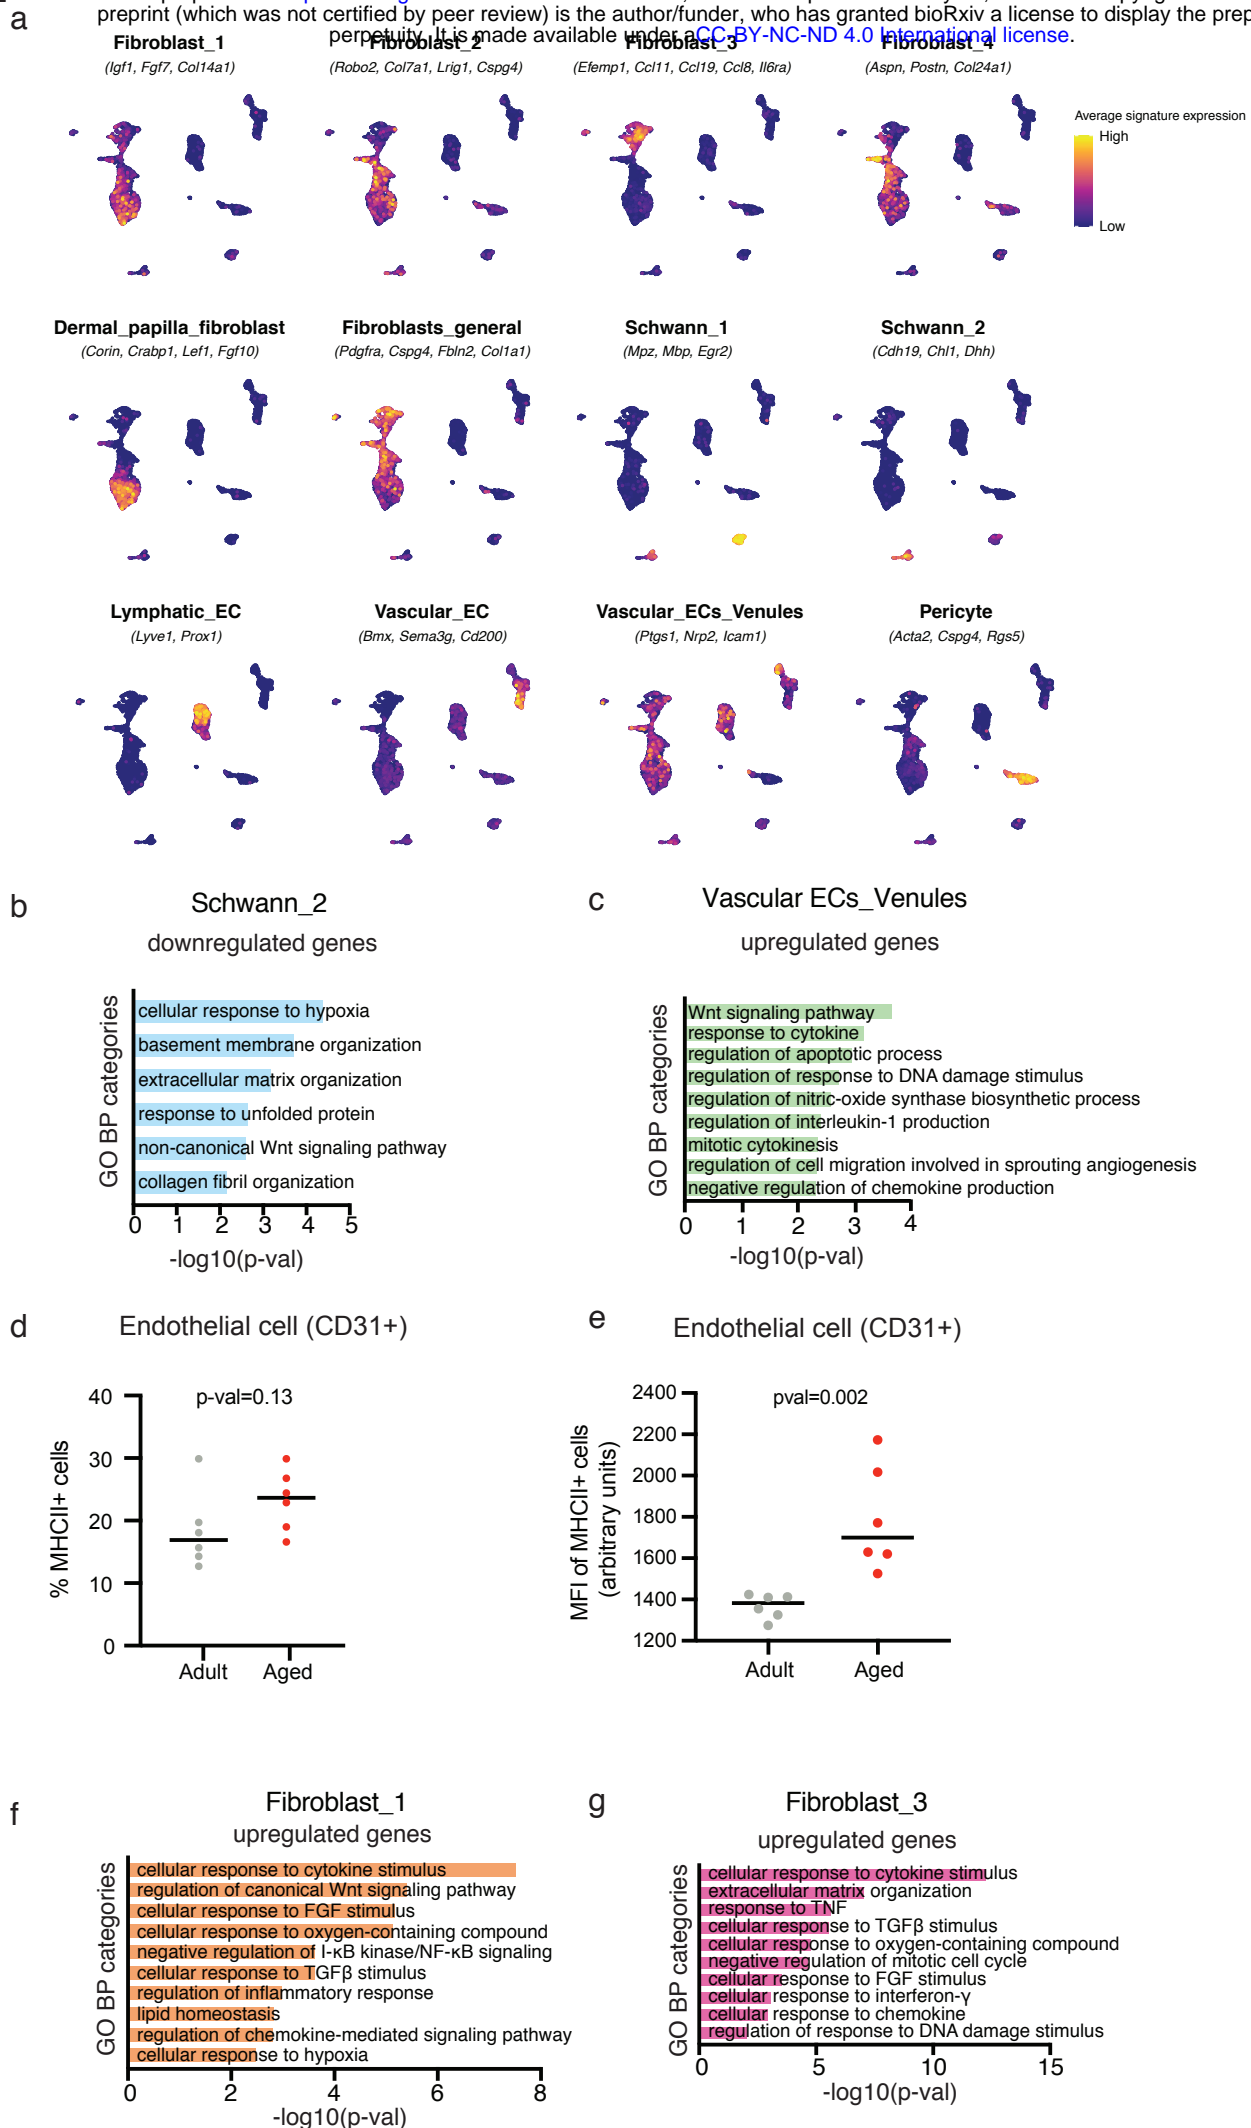 preprint (which was not certified by peer review) is the author/funder, who has granted bioRxiv a license to display the prep
perpetuity. It is made available under aCC-BY-NC-ND 4.0 International license.
a
Fibroblast_1 Fibroblast_2 Fibroblast_3 Fibroblast_4
(Igf1, Fgf7, Col14a1) (Robo2, Col7a1, Lrig1, Cspg4) (Efemp1, Ccl11, Ccl19, Ccl8, Il6ra) (Aspn, Postn, Col24a1)
Average signature expression
High
Low
Dermal_papilla_fibroblast Fibroblasts_general Schwann_1 Schwann_2
(Corin, Crabp1, Lef1, Fgf10) (Pdgfra, Cspg4, Fbln2, Col1a1) (Mpz, Mbp, Egr2) (Cdh19, Chl1, Dhh)
Lymphatic_EC Vascular_EC Vascular_ECs_Venules Pericyte
(Lyve1, Prox1) (Bmx, Sema3g, Cd200) (Ptgs1, Nrp2, Icam1) (Acta2, Cspg4, Rgs5)
b
Schwann_2
downregulated genes
GO BP categories
cellular response to hypoxia
basement membrane organization
extracellular matrix organization
response to unfolded protein
non-canonical Wnt signaling pathway
collagen fibril organization
0 1 2 3 4 5
-log10(p-val)
c
Vascular ECs_Venules
upregulated genes
GO BP categories
Wnt signaling pathway
response to cytokine
regulation of apoptotic process
regulation of response to DNA damage stimulus
regulation of nitric-oxide synthase biosynthetic process
regulation of interleukin-1 production
mitotic cytokinesis
regulation of cell migration involved in sprouting angiogenesis
negative regulation of chemokine production
0 1 2 3 4
-log10(p-val)
d
Endothelial cell (CD31+)
p-val=0.13
% MHCII+ cells
40
30
20
10
0
Adult Aged
e
Endothelial cell (CD31+)
pval=0.002
MFI of MHCII+ cells
(arbitrary units)
2400
2200
2000
1800
1600
1400
1200
Adult Aged
f
Fibroblast_1
upregulated genes
GO BP categories
cellular response to cytokine stimulus
regulation of canonical Wnt signaling pathway
cellular response to FGF stimulus
cellular response to oxygen-containing compound
negative regulation of I-κB kinase/NF-κB signaling
cellular response to TGFβ stimulus
regulation of inflammatory response
lipid homeostasis
regulation of chemokine-mediated signaling pathway
cellular response to hypoxia
0 2 4 6 8
-log10(p-val)
g
Fibroblast_3
upregulated genes
GO BP categories
cellular response to cytokine stimulus
extracellular matrix organization
response to TNF
cellular response to TGFβ stimulus
cellular response to oxygen-containing compound
negative regulation of mitotic cell cycle
cellular response to FGF stimulus
cellular response to interferon-γ
cellular response to chemokine
regulation of response to DNA damage stimulus
0 5 10 15
-log10(p-val)